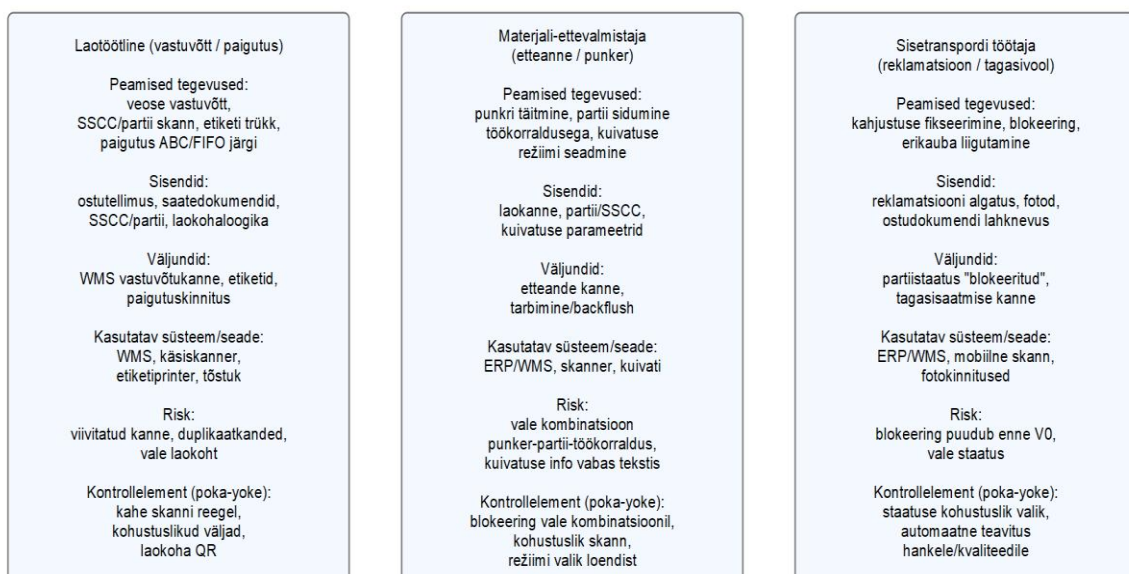 Laotöötline (vastuvõtt / paigutus)
Peamised tegevused:
veose vastuvõtt,
SSCC/partii skann, etiketi trükk,
paigutus ABC/FIFO järgi
Sisendid:
ostutellimus, saatedokumendid,
SSCC/partii, laokohaloogika
Väljundid:
WMS vastuvõtukanne, etiketid,
paigutuskinnitus
Kasutatav süsteem/seade:
WMS, käsiskanner,
etiketiprinter, tõstuk
Risk:
viivitatud kanne, duplikaatkanded,
vale laokoht
Kontrollelement (poka-yoke):
kahe skanni reegel,
kohustuslikud väljad,
laokoha QR
Materjali-ettevalmistaja
(etteanne / punker)
Peamised tegevused:
punkri täitmine, partii sidumine
töökorraldusega, kuivatuse
režiimi seadmine
Sisendid:
laokanne, partii/SSCC,
kuivatuse parameetrid
Väljundid:
etteande kanne,
tarbimine/backflush
Kasutatav süsteem/seade:
ERP/WMS, skanner, kuivati
Risk:
vale kombinatsioon
punker-partii-töökorraldus,
kuivatuse info vabas tekstis
Kontrollelement (poka-yoke):
blokeering vale kombinatsioonil,
kohustuslik skann,
režiimi valik loendist
Sisetranspordi töötaja
(reklamatsioon / tagasivool)
Peamised tegevused:
kahjustuse fikseerimine, blokeering,
erikauba liigutamine
Sisendid:
reklamatsiooni algatus, fotod,
ostudokumendi lahknevus
Väljundid:
partiistaatus "blokeeritud",
tagasisaatmise kanne
Kasutatav süsteem/seade:
ERP/WMS, mobiilne skann,
fotokinnitused
Risk:
blokeering puudub enne V0,
vale staatus
Kontrollelement (poka-yoke):
staatuse kohustuslik valik,
automaatne teavitus
hankele/kvaliteedile